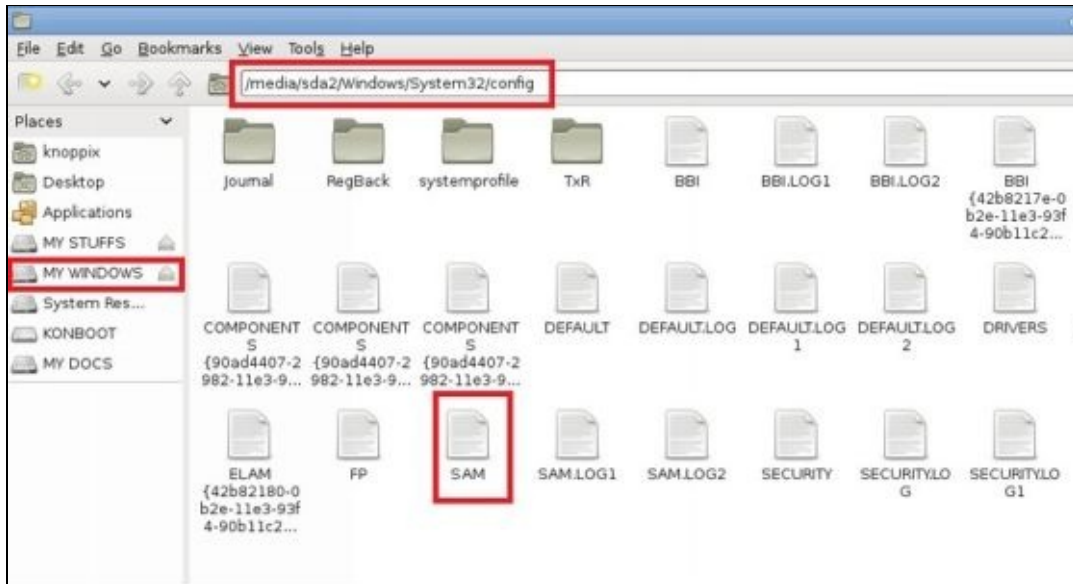 File Edit Go Bookmarks View Tools Help
/media/sda2/Windows/System32/config
Places
knoppix
Desktop
Applications
MY STUFFS
MY WINDOWS
System Res...
KONBOOT
MY DOCS
Journal RegBack systemprofile TxR BBI BBI.LOG1 BBI.LOG2 BBI
{42b8217e-0
b2e-11e3-93f
4-90b11c2...
COMPONENT COMPONENT COMPONENT DEFAULT DEFAULT.LOG DEFAULT.LOG DEFAULT.LOG DRIVERS
S S S 1 2
{90ad4407-2 {90ad4407-2 {90ad4407-2
982-11e3-9... 982-11e3-9... 982-11e3-9...
ELAM FP SAM SAM.LOG1 SAM.LOG2 SECURITY SECURITY.LO SECURITY.LO
{42b82180-0 G G1
b2e-11e3-93f
4-90b11c2...